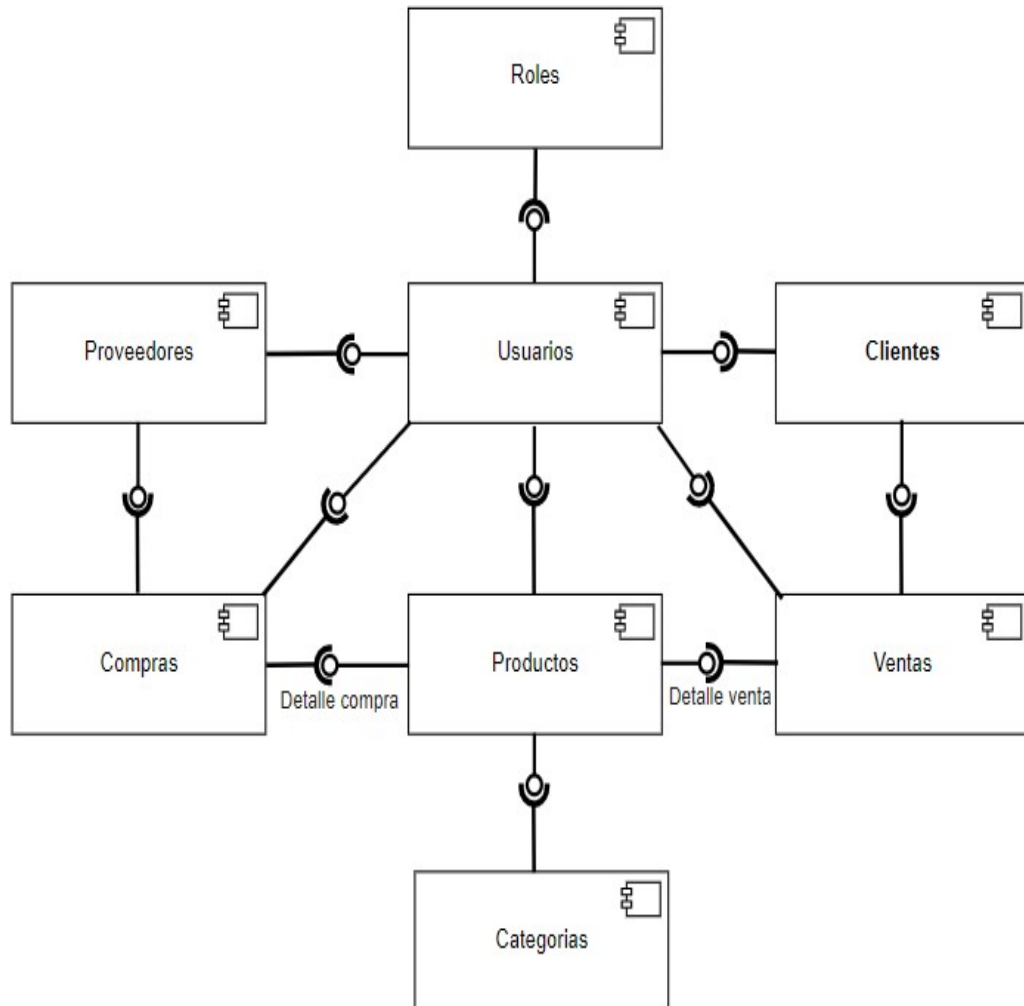 Roles
Proveedores
Usuarios
Clientes
Compras
Detalle compra
Productos
Detalle venta
Ventas
Categorias